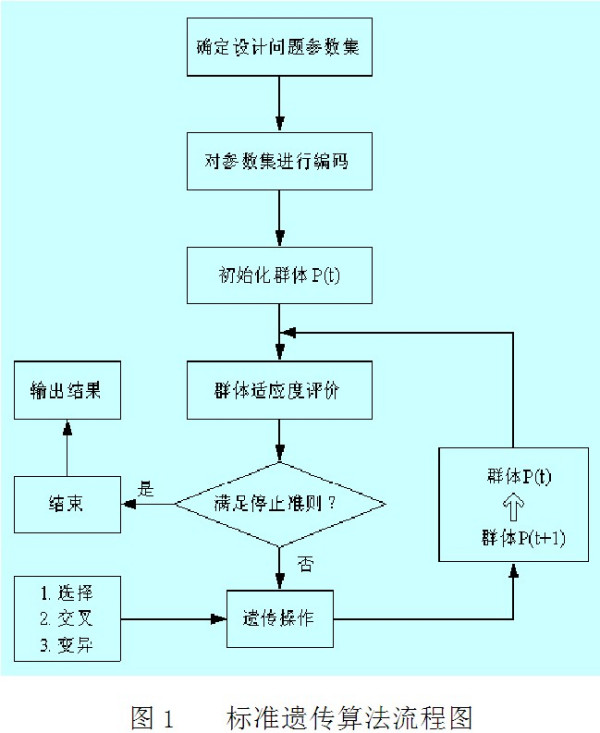 确定设计问题参数集
对参数集进行编码
初始化群体P(t)
群体适应度评价
输出结果
满足停止准则?
是
结束
否
群体P(t)
群体P(t+1)
1. 选择
2. 交叉
3. 变异
遗传操作
图1 标准遗传算法流程图